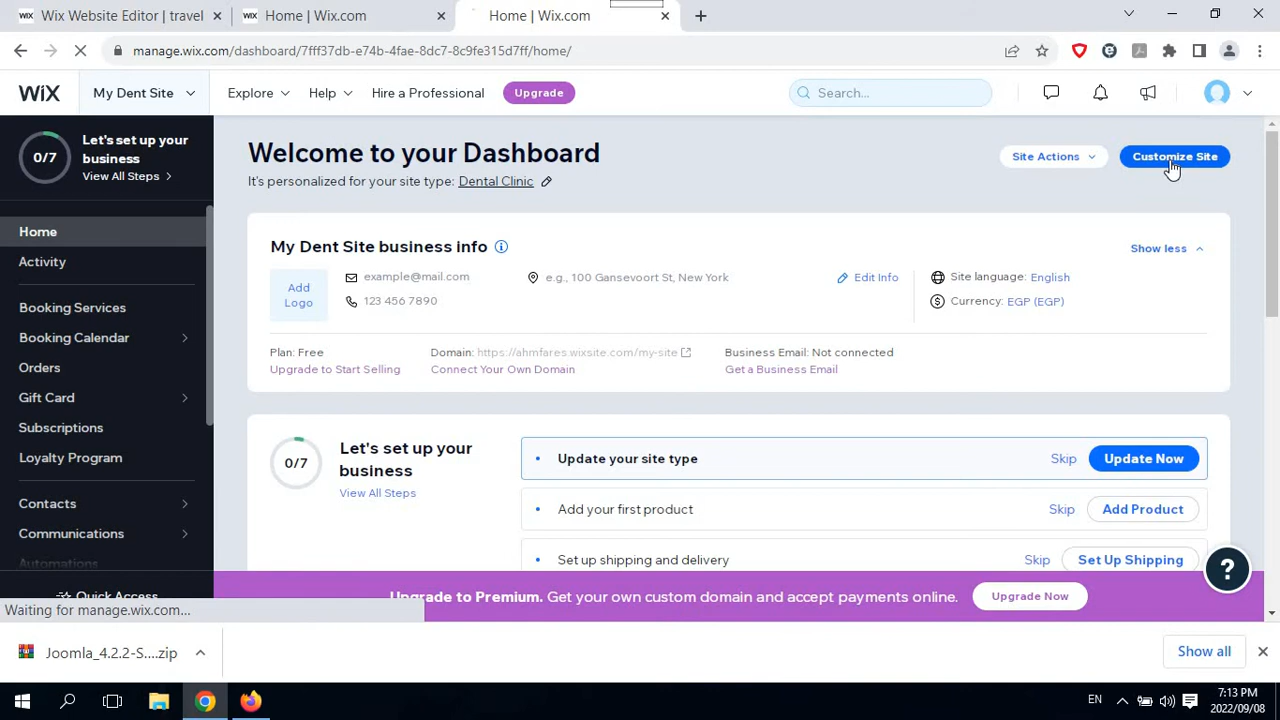 WiX Wix Website Editor | travel
WiX Home | Wix.com
Home | Wix.com
manage.wix.com/dashboard/7fff37db-e74b-4fae-8dc7-8c9fe315d7ff/home/
WiX My Dent Site Explore Help Hire a Professional Upgrade Search...
0/7 Let's set up your business
View All Steps
Home
Activity
Booking Services
Booking Calendar
Orders
Gift Card
Subscriptions
Loyalty Program
Contacts
Communications
Automations
Quick Access
Welcome to your Dashboard
Site Actions Customize Site
It's personalized for your site type: Dental Clinic
My Dent Site business info
Show less
Add Logo
example@mail.com
e.g., 100 Gansevoort St, New York
Edit Info
Site language: English
123 456 7890
Currency: EGP (EGP)
Plan: Free Domain: https://ahmfares.wixsite.com/my-site Business Email: Not connected
Upgrade to Start Selling Connect Your Own Domain Get a Business Email
0/7
Let's set up your business
View All Steps
Update your site type Skip Update Now
Add your first product Skip Add Product
Set up shipping and delivery Skip Set Up Shipping
Upgrade to Premium. Get your own custom domain and accept payments online. Upgrade Now
?
Waiting for manage.wix.com...
Joomla_4.2.2-S....zip
Show all
EN
7:13 PM
2022/09/08